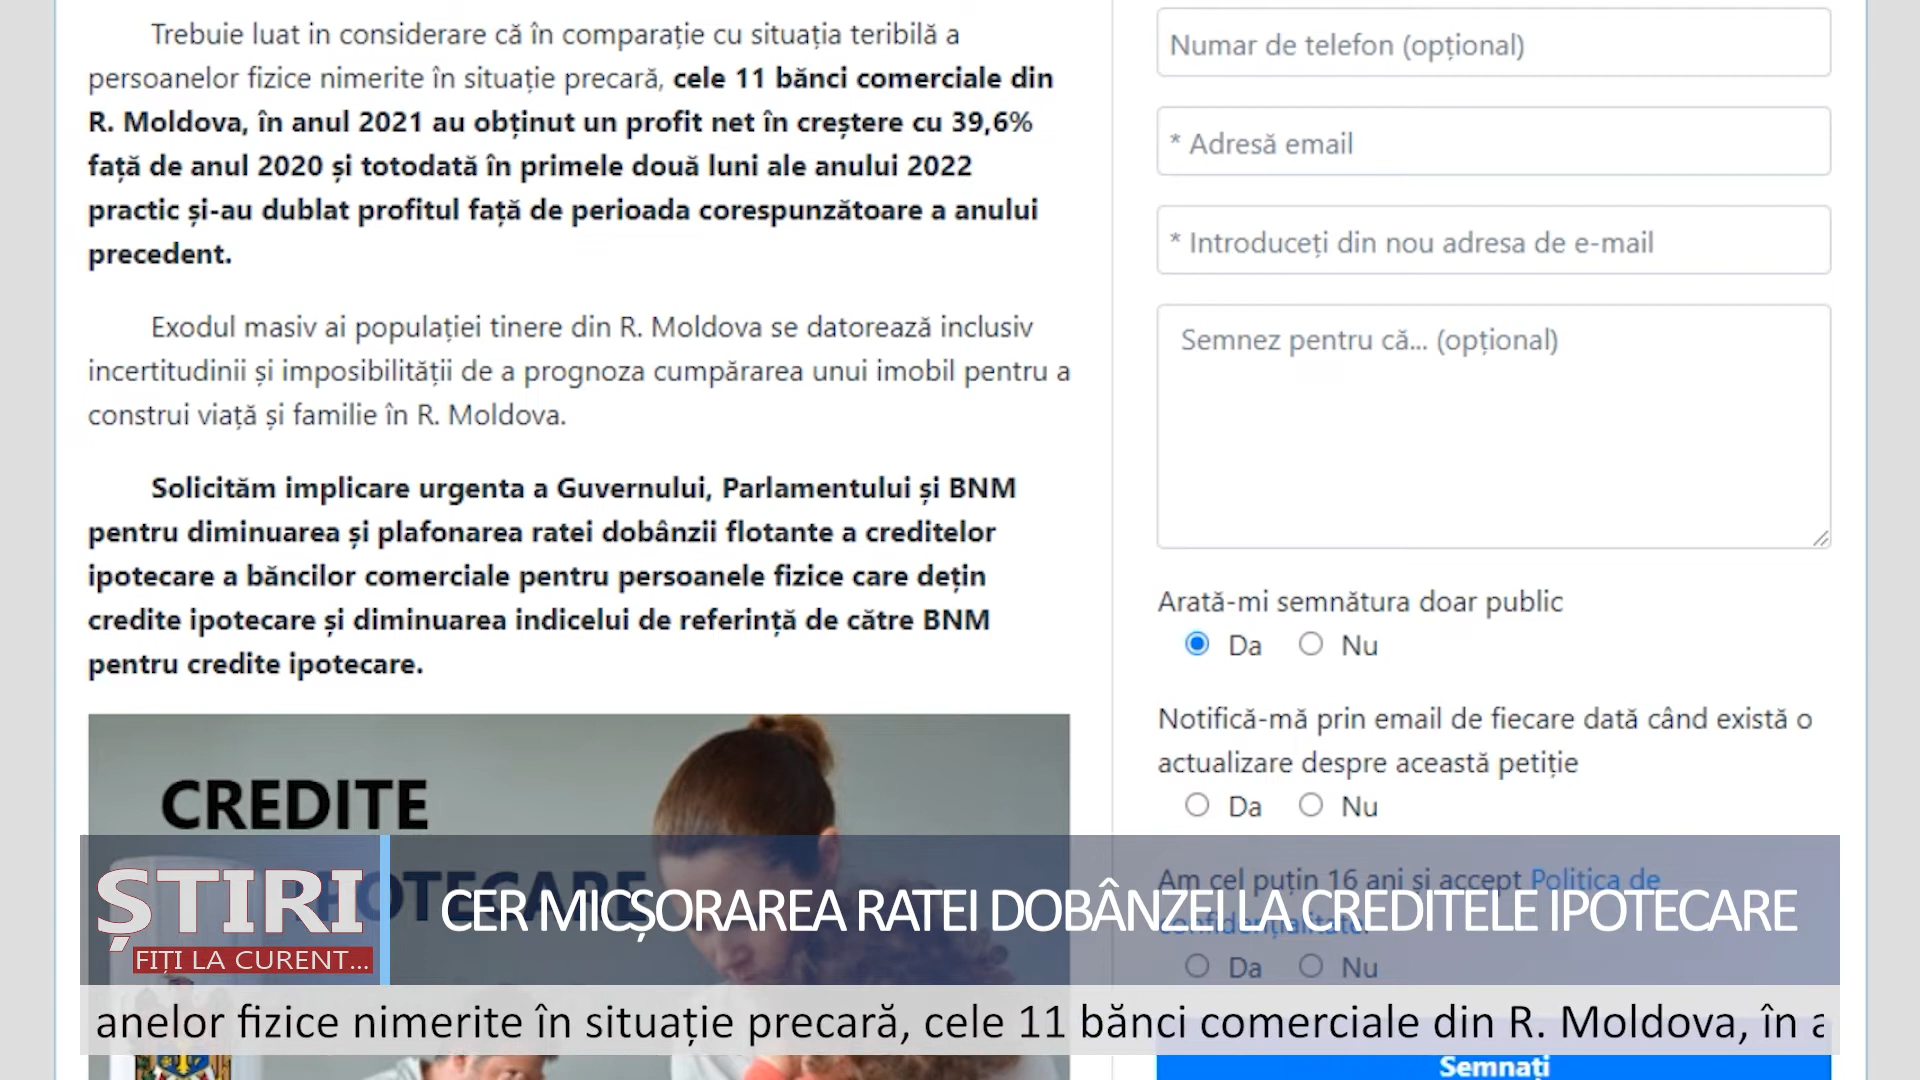 Trebuie luat in considerare că în comparație cu situația teribilă a
persoanelor fizice nimerite în situație precară, cele 11 bănci comerciale din
R. Moldova, în anul 2021 au obținut un profit net în creștere cu 39,6%
față de anul 2020 și totodată în primele două luni ale anului 2022
practic și-au dublat profitul față de perioada corespunzătoare a anului
precedent.
Exodul masiv ai populației tinere din R. Moldova se datorează inclusiv
incertitudinii și imposibilității de a prognoza cumpărarea unui imobil pentru a
construi viață și familie în R. Moldova.
Solicităm implicare urgenta a Guvernului, Parlamentului și BNM
pentru diminuarea și plafonarea ratei dobânzii flotante a creditelor
ipotecare a băncilor comerciale pentru persoanele fizice care dețin
credite ipotecare și diminuarea indicelui de referință de către BNM
pentru credite ipotecare.
CREDITE
IPOTECARE
Numar de telefon (opțional)
* Adresă email
* Introduceți din nou adresa de e-mail
Semnez pentru că... (opțional)
Arată-mi semnătura doar public
Da Nu
Notifică-mă prin email de fiecare dată când există o
actualizare despre această petiție
Da Nu
Am cel puțin 16 ani și accept Politica de
confidențialitate.
Da Nu
Semnați
ȘTIRI
FIȚI LA CURENT...
CER MICȘORAREA RATEI DOBÂNZEI LA CREDITELE IPOTECARE
anelor fizice nimerite în situație precară, cele 11 bănci comerciale din R. Moldova, în a